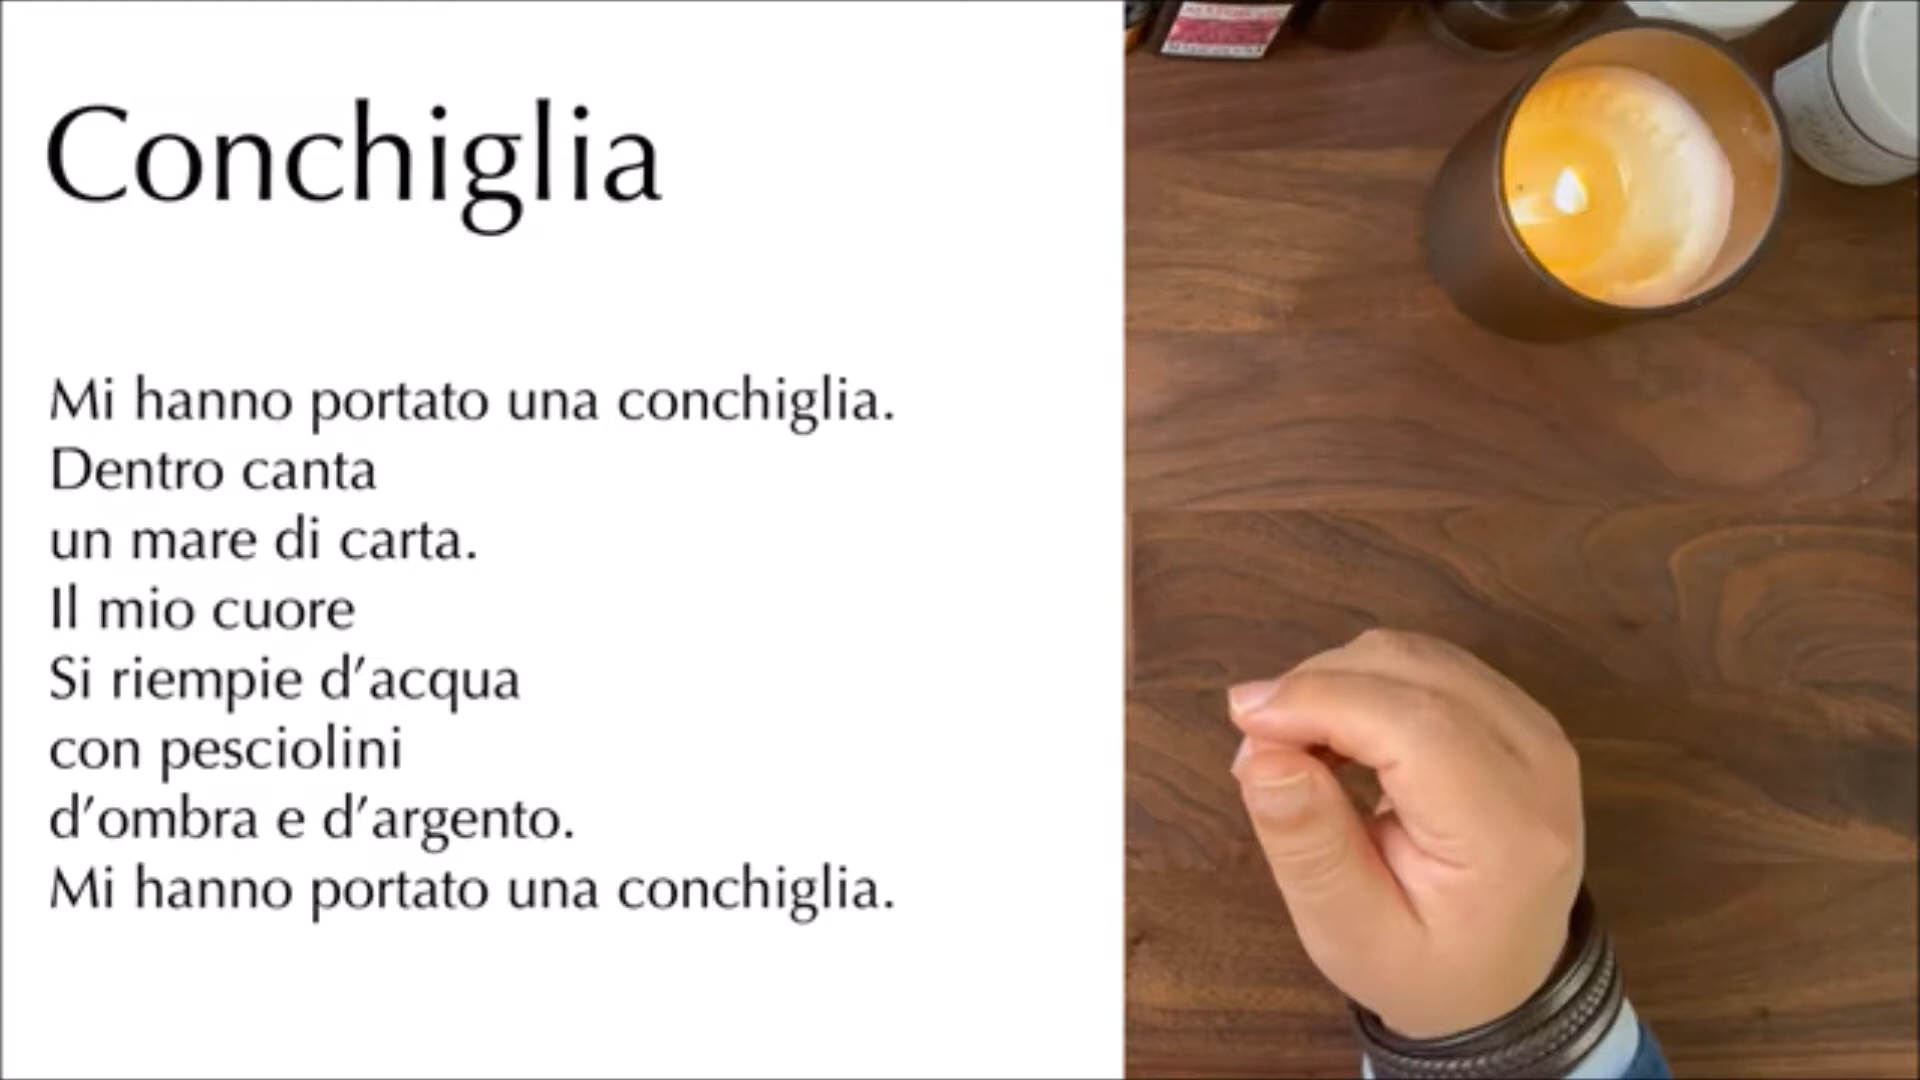 Conchiglia
Mi hanno portato una conchiglia.
Dentro canta
un mare di carta.
Il mio cuore
Si riempie d’acqua
con pesciolini
d’ombra e d’argento.
Mi hanno portato una conchiglia.